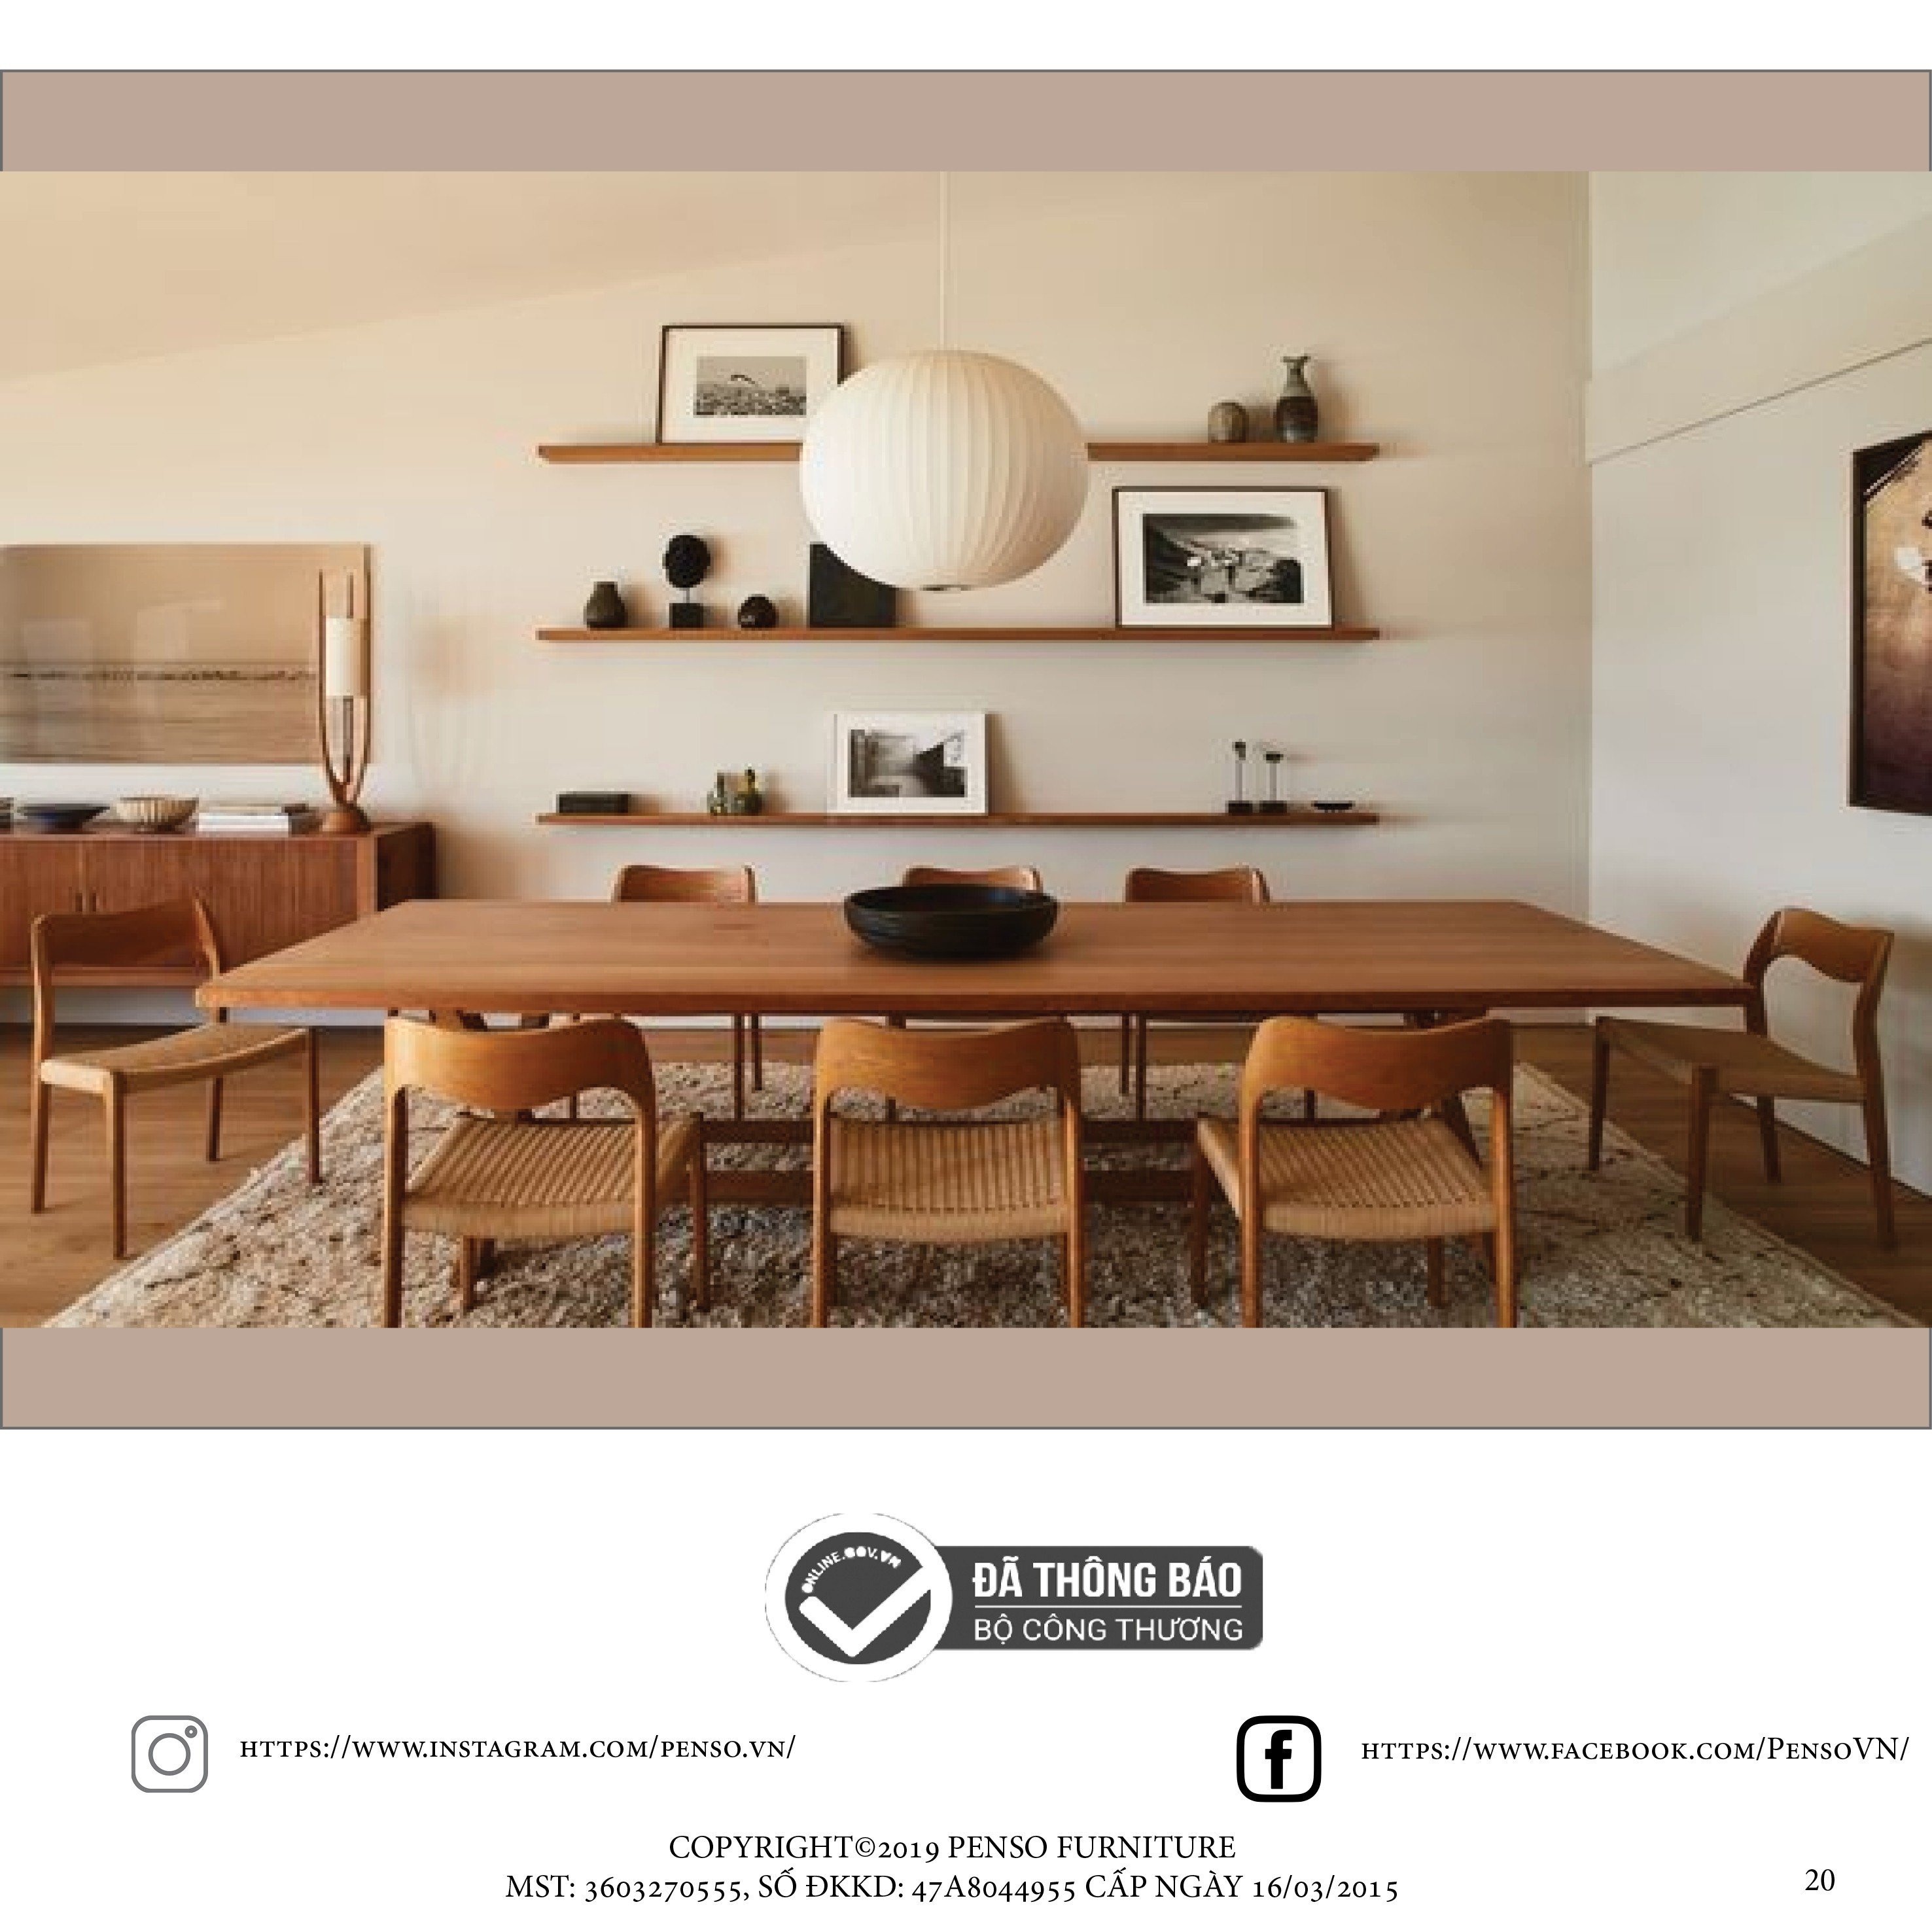 ONLINE.GOV.VN
ĐÃ THÔNG BÁO
BỘ CÔNG THƯƠNG
https://www.instagram.com/penso.vn/
https://www.facebook.com/PensoVN/
COPYRIGHT©2019 PENSO FURNITURE
MST: 3603270555, SỐ ĐKKD: 47A8044955 CẤP NGÀY 16/03/2015
20